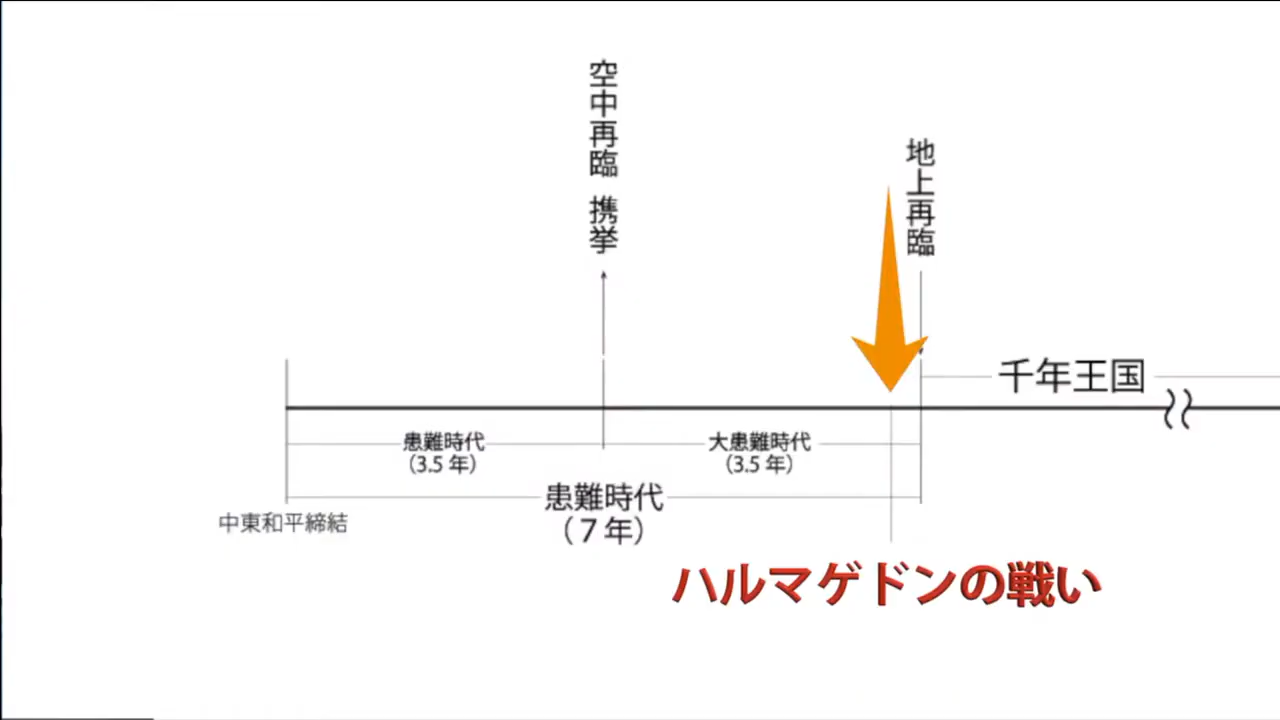 空中再臨 携挙
地上再臨
千年王国
患難時代
（3.5 年）
大患難時代
（3.5 年）
患難時代
（７年）
中東和平締結
ハルマゲドンの戦い